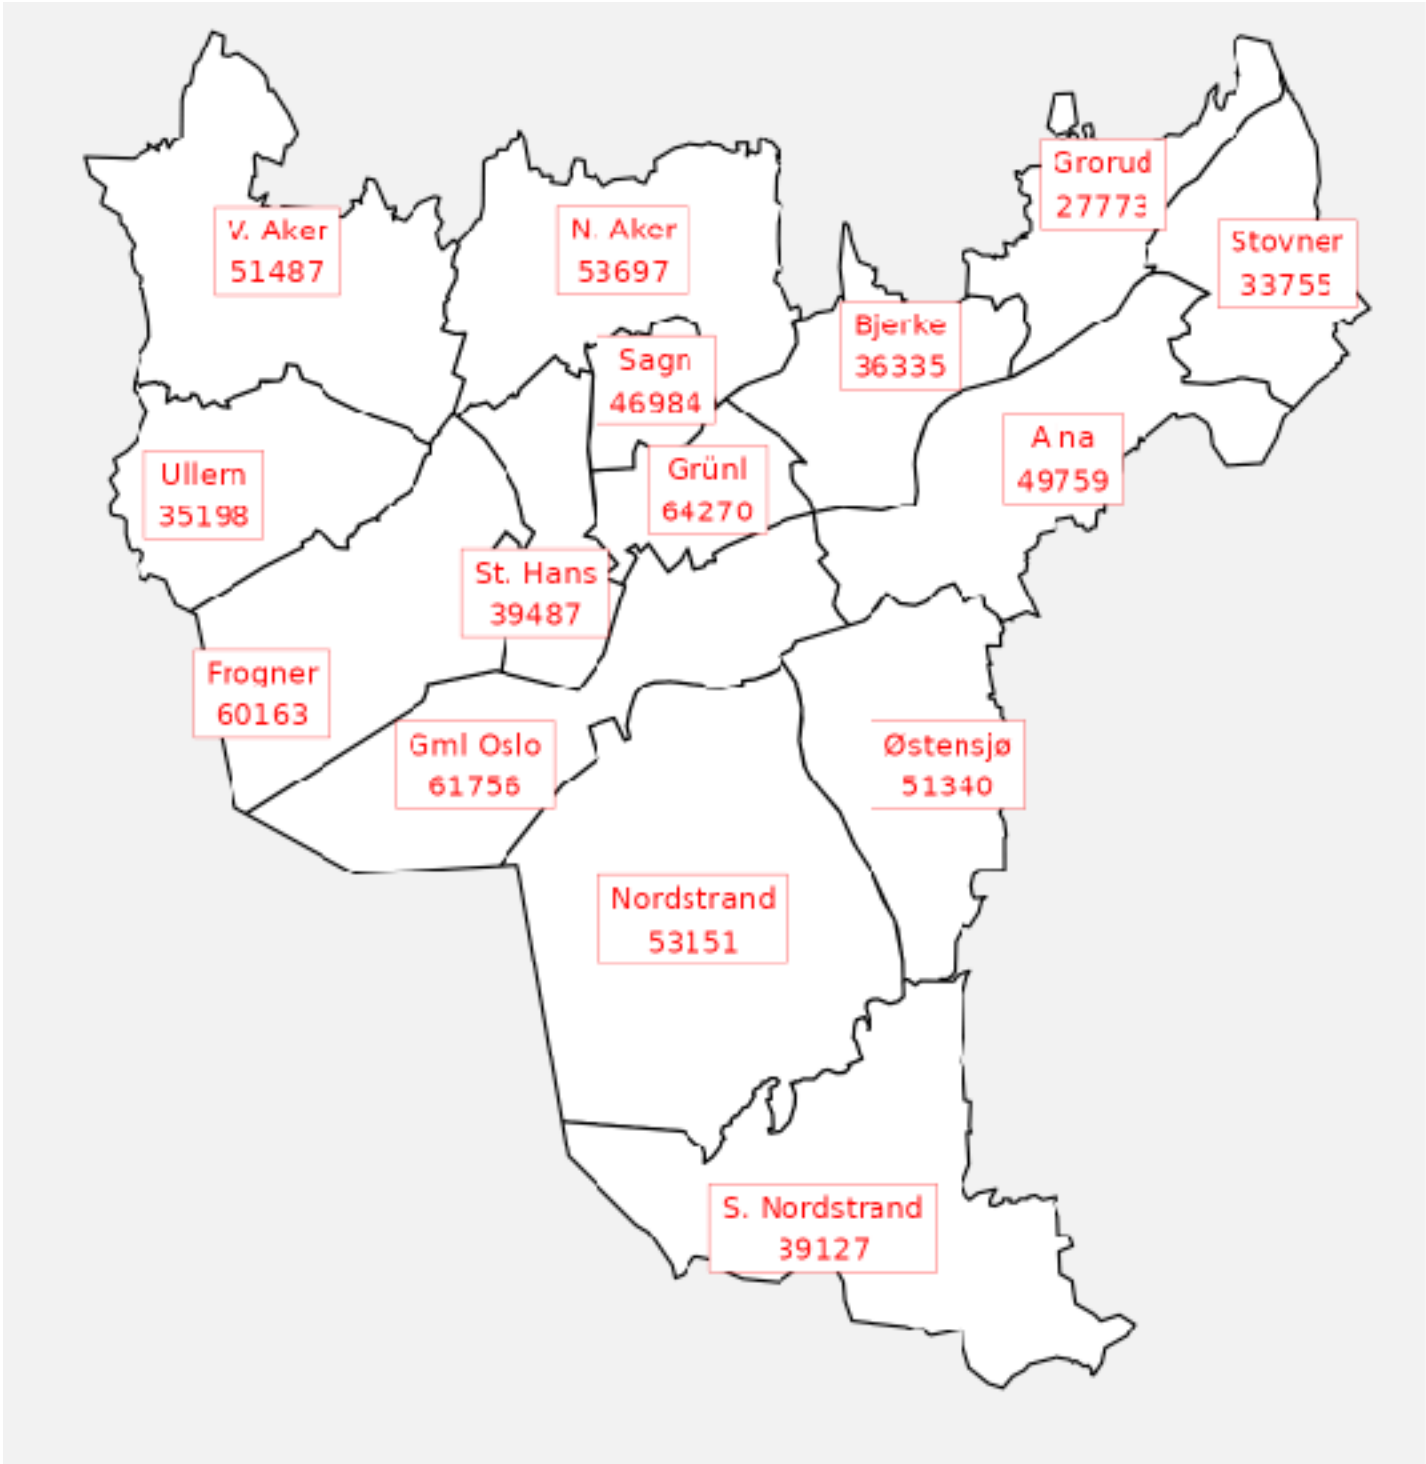 Grorud
27773
V. Aker
51487
N. Aker
53697
Stovner
33755
Bjerke
36335
Sagn
46984
A na
49759
Ullern
35198
Grünl
64270
St. Hans
39487
Frogner
60163
Gml Oslo
61756
Østensjø
51340
Nordstrand
53151
S. Nordstrand
39127